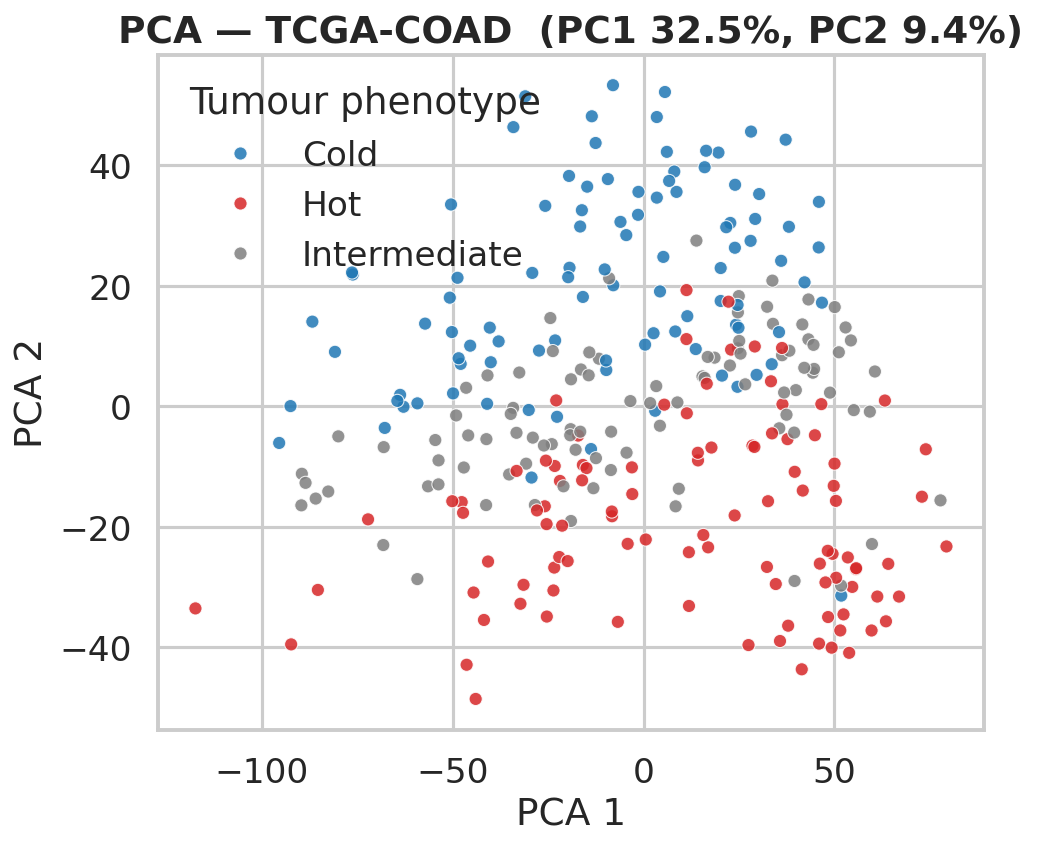 PCA — TCGA-COAD (PC1 32.5%, PC2 9.4%)
Tumour phenotype
Cold
Hot
Intermediate
40
20
0
−20
−40
PCA 2
−100
−50
0
50
PCA 1